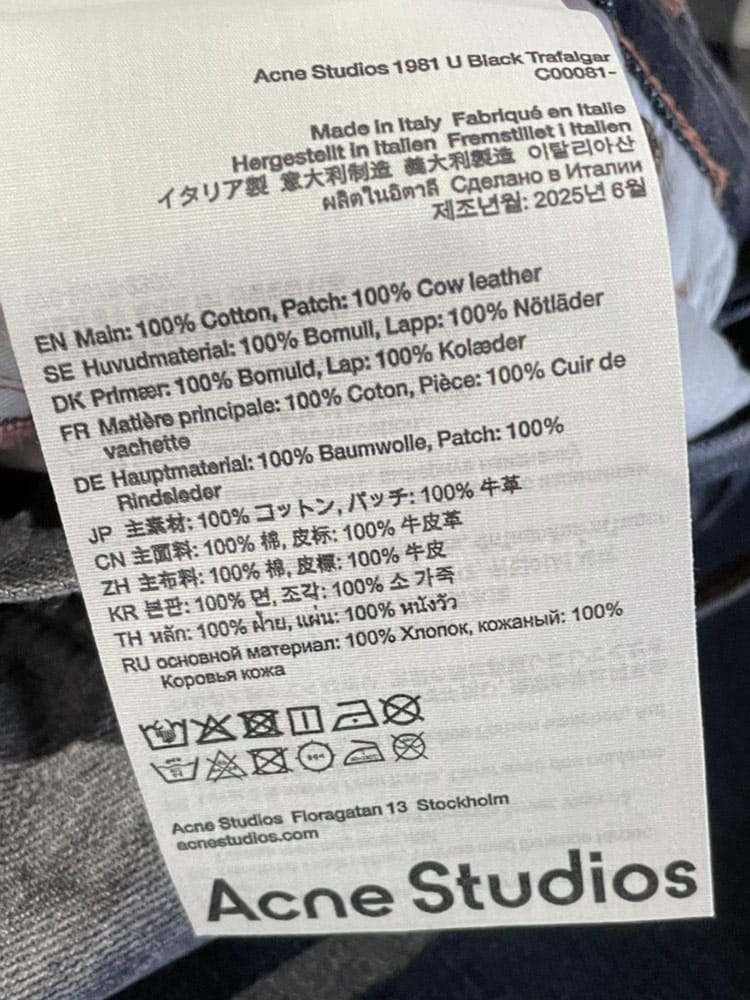 Acne Studios 1981 U Black Trafalgar
C00081-
Made in Italy Fabriqué en Italie
Hergestellt in Italien Fremstillet i Italien
イタリア製 意大利制造 義大利製造 이탈리아산
ผลิตในอิตาลี Сделано в Италии
제조년월: 2025년 6월
EN Main: 100% Cotton, Patch: 100% Cow leather
SE Huvudmaterial: 100% Bomull, Lapp: 100% Nötläder
DK Primær: 100% Bomuld, Lap: 100% Kolæder
FR Matière principale: 100% Coton, Pièce: 100% Cuir de
vachette
DE Hauptmaterial: 100% Baumwolle, Patch: 100%
Rindsleder
JP 主素材: 100% コットン, パッチ: 100% 牛革
CN 主面料: 100% 棉, 皮标: 100% 牛皮革
ZH 主布料: 100% 棉, 皮標: 100% 牛皮
KR 본판: 100% 면, 조각: 100% 소 가죽
TH หลัก: 100% ฝ้าย, แผ่น: 100% หนังวัว
RU основной материал: 100% Хлопок, кожаный: 100%
Коровья кожа
Acne Studios Floragatan 13 Stockholm
acnestudios.com
Acne Studios